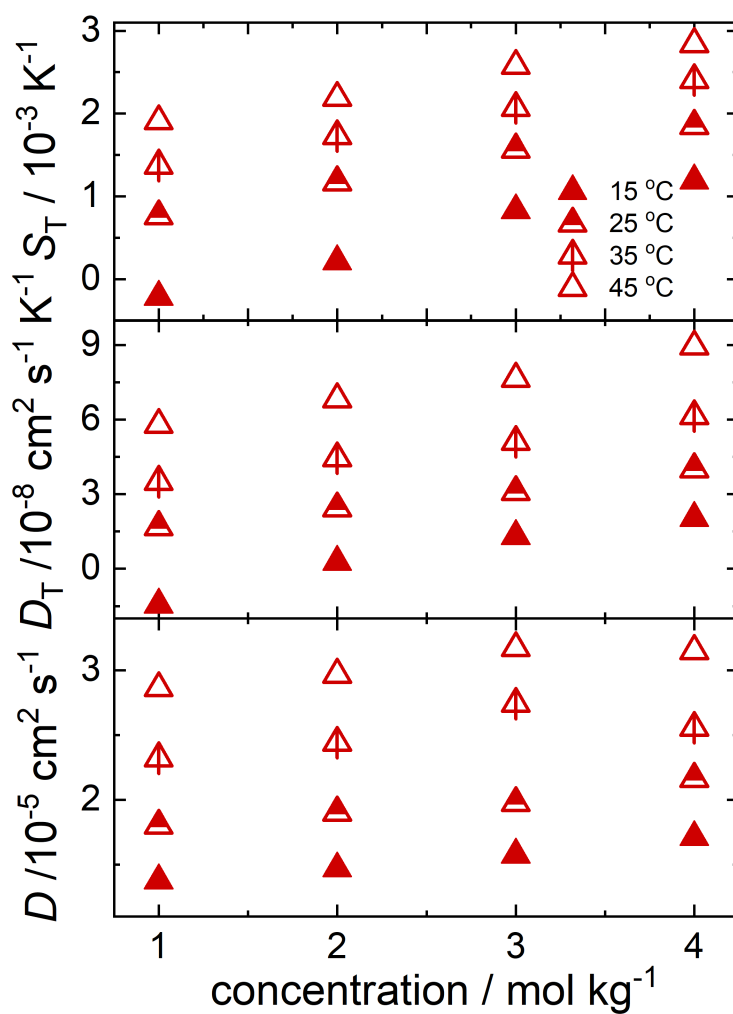 S_T / 10^-3 K^-1
3
2
1
0
15 °C
25 °C
35 °C
45 °C
D_T /10^-8 cm^2 s^-1 K^-1
9
6
3
0
D /10^-5 cm^2 s^-1
3
2
1 2 3 4
concentration / mol kg^-1